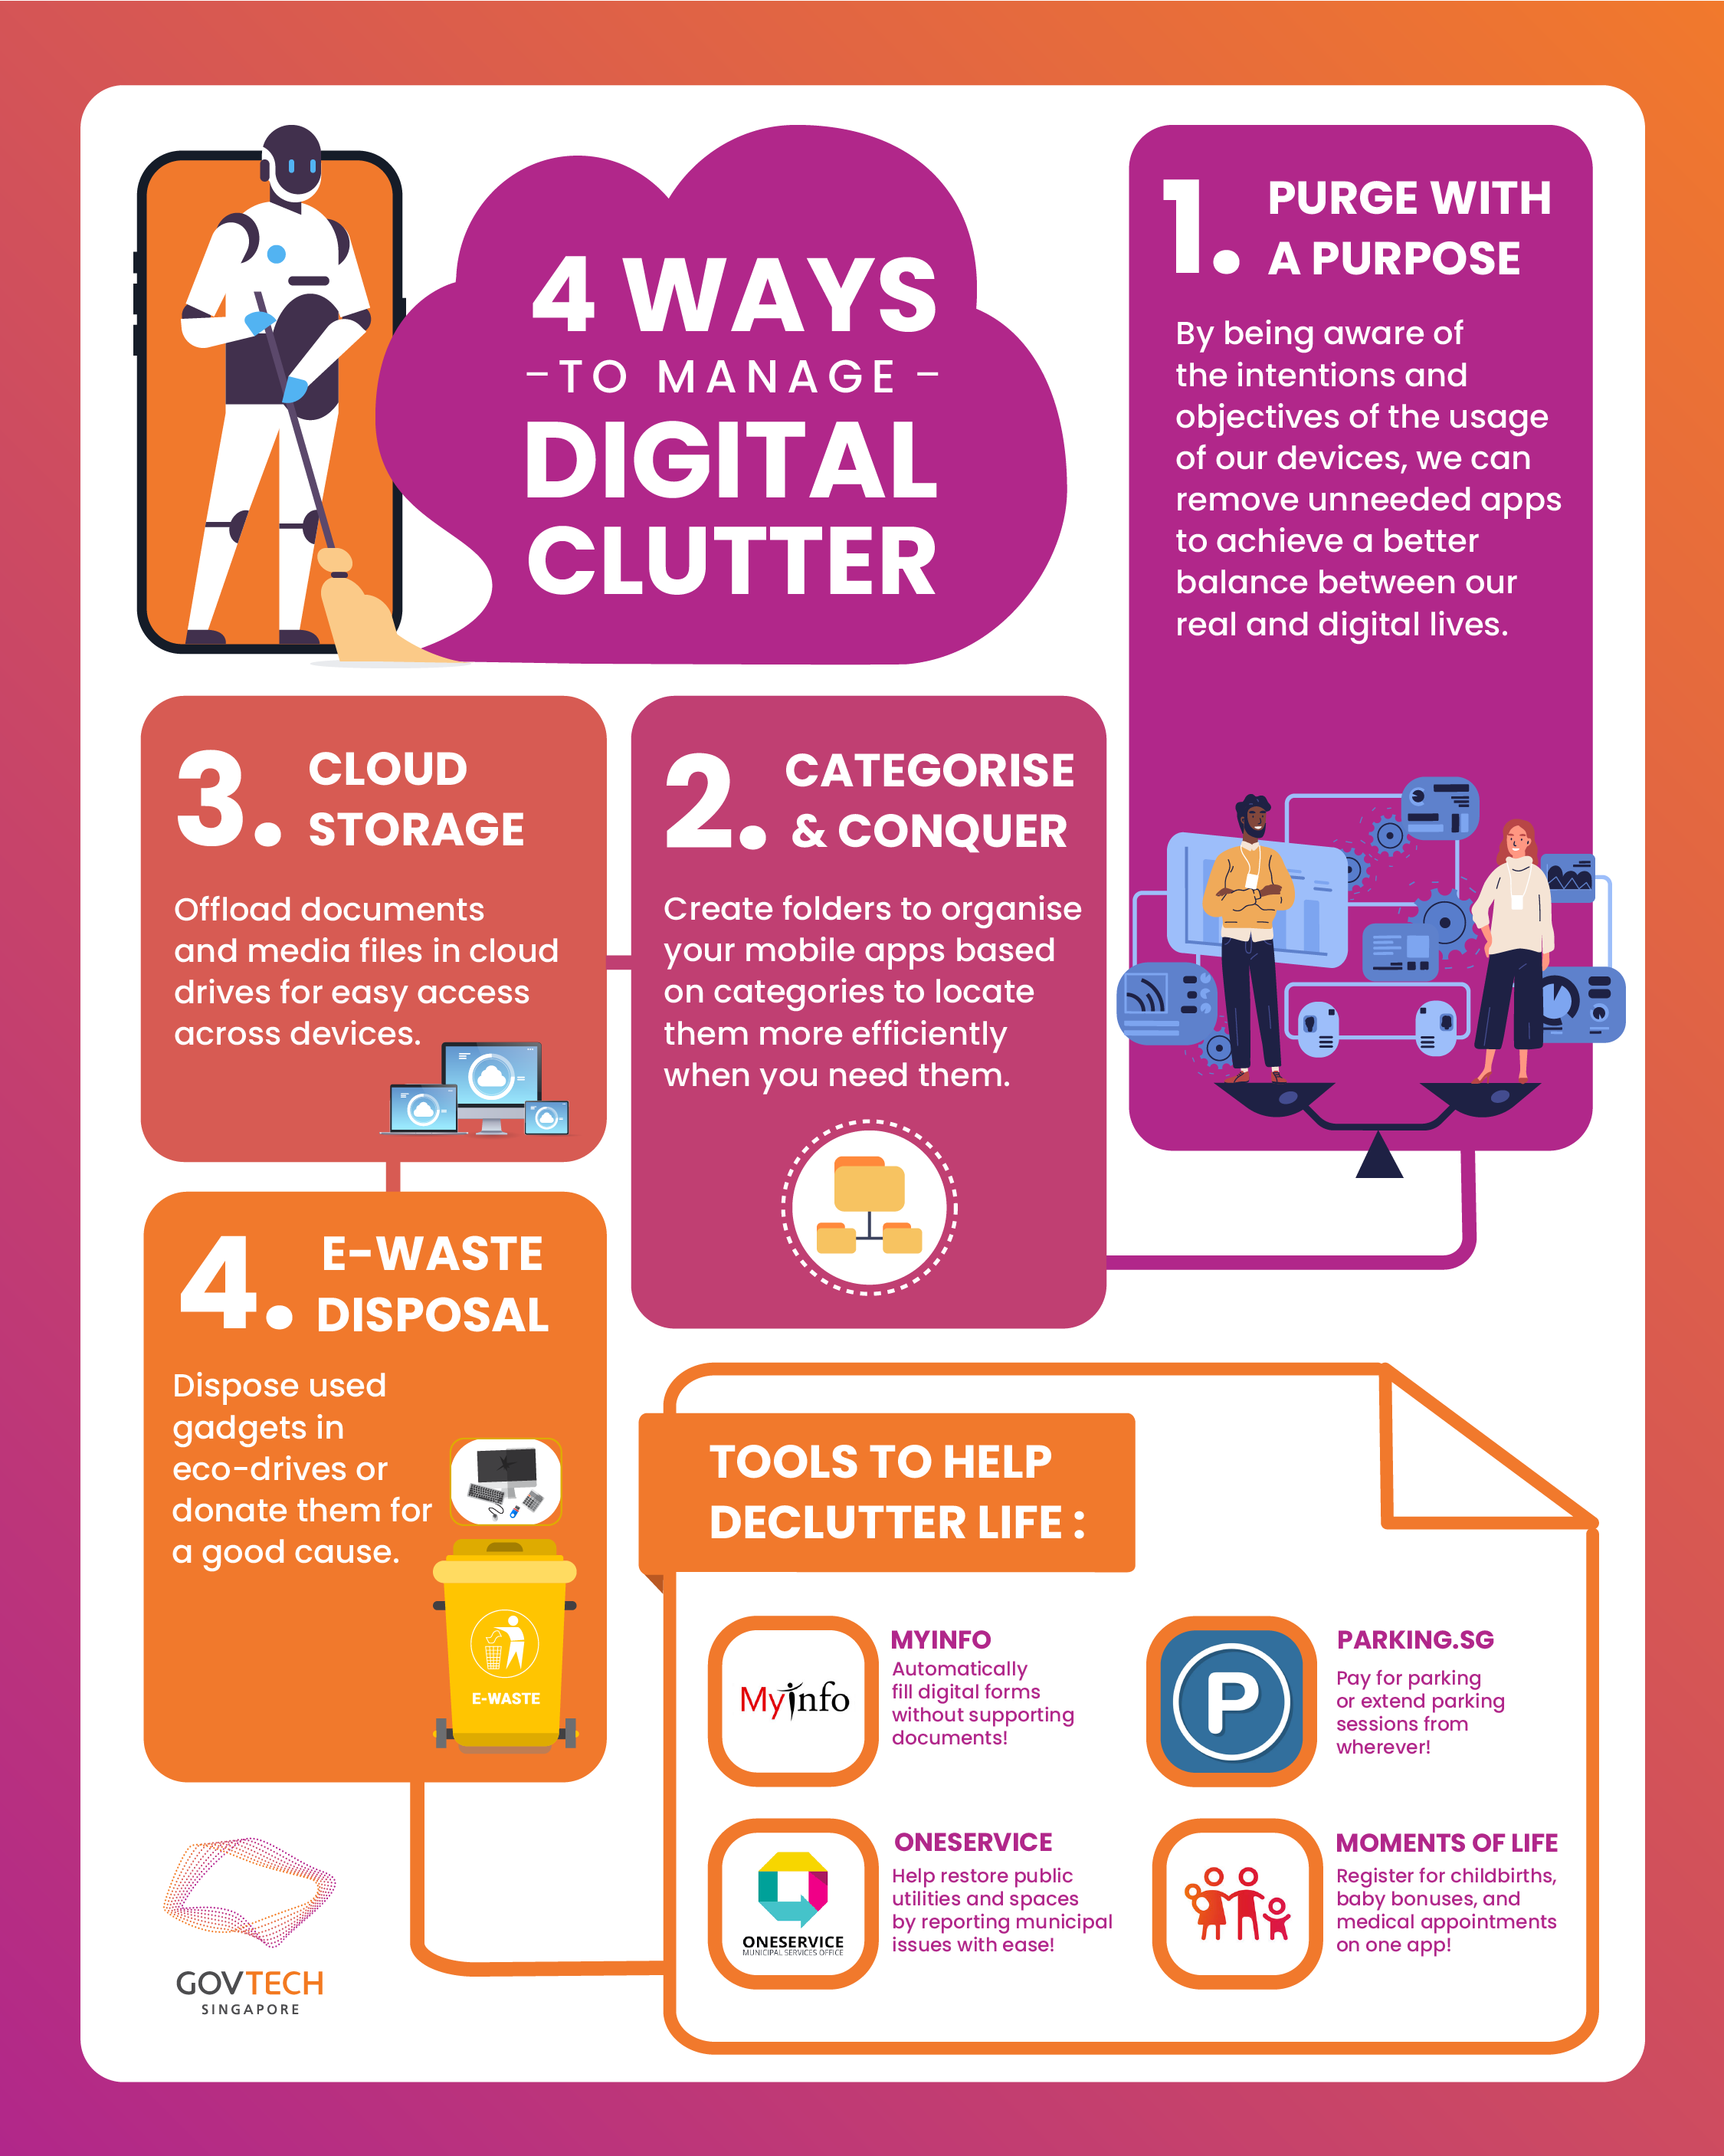 4 WAYS
-TO MANAGE-
DIGITAL
CLUTTER
1. PURGE WITH
A PURPOSE
By being aware of
the intentions and
objectives of the usage
of our devices, we can
remove unneeded apps
to achieve a better
balance between our
real and digital lives.
2. CATEGORISE
& CONQUER
Create folders to organise
your mobile apps based
on categories to locate
them more efficiently
when you need them.
3. CLOUD
STORAGE
Offload documents
and media files in cloud
drives for easy access
across devices.
4. E-WASTE
DISPOSAL
Dispose used
gadgets in
eco-drives or
donate them for
a good cause.
E-WASTE
TOOLS TO HELP
DECLUTTER LIFE :
Myinfo
MYINFO
Automatically
fill digital forms
without supporting
documents!
P
PARKING.SG
Pay for parking
or extend parking
sessions from
wherever!
ONESERVICE
MUNICIPAL SERVICES OFFICE
ONESERVICE
Help restore public
utilities and spaces
by reporting municipal
issues with ease!
MOMENTS OF LIFE
Register for childbirths,
baby bonuses, and
medical appointments
on one app!
GOVTECH
SINGAPORE